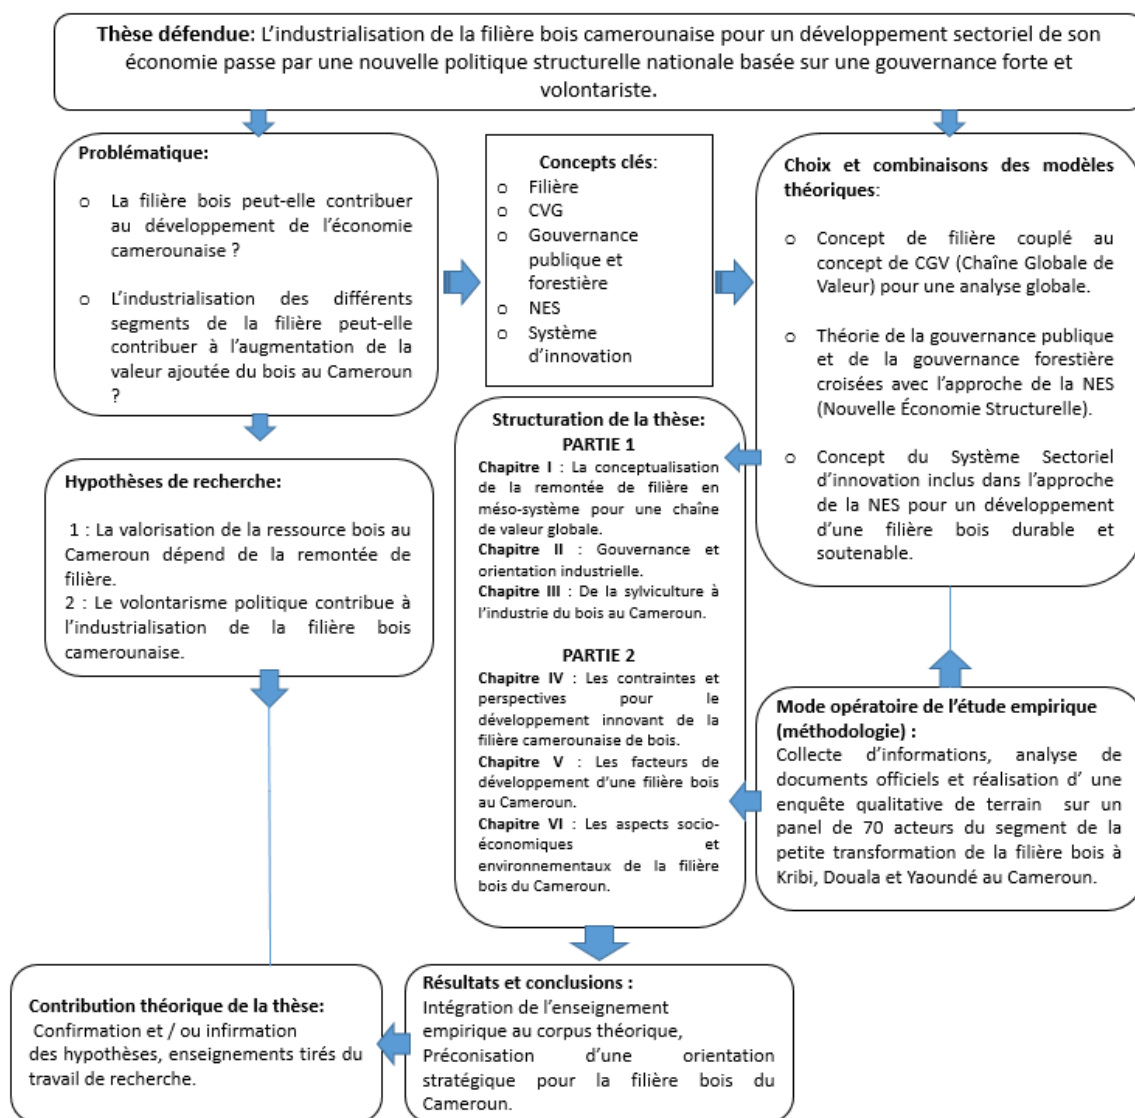 Thèse défendue: L'industrialisation de la filière bois camerounaise pour un développement sectoriel de son
économie passe par une nouvelle politique structurelle nationale basée sur une gouvernance forte et
volontariste.
Problématique:
o La filière bois peut-elle contribuer
au développement de l'économie
camerounaise ?
o L'industrialisation des différents
segments de la filière peut-elle
contribuer à l'augmentation de la
valeur ajoutée du bois au Cameroun
?
Concepts clés:
o Filière
o CVG
o Gouvernance
publique et
forestière
o NES
o Système
d'innovation
Choix et combinaisons des modèles
théoriques:
o Concept de filière couplé au
concept de CGV (Chaîne Globale de
Valeur) pour une analyse globale.
o Théorie de la gouvernance publique
et de la gouvernance forestière
croisées avec l'approche de la NES
(Nouvelle Économie Structurelle).
o Concept du Système Sectoriel
d'innovation inclus dans l'approche
de la NES pour un développement
d'une filière bois durable et
soutenable.
Hypothèses de recherche:
1 : La valorisation de la ressource bois au
Cameroun dépend de la remontée de
filière.
2 : Le volontarisme politique contribue à
l'industrialisation de la filière bois
camerounaise.
Structuration de la thèse:
PARTIE 1
Chapitre I : La conceptualisation
de la remontée de filière en
méso-système pour une chaîne
de valeur globale.
Chapitre II : Gouvernance et
orientation industrielle.
Chapitre III : De la sylviculture à
l'industrie du bois au Cameroun.
PARTIE 2
Chapitre IV : Les contraintes et
perspectives pour le
développement innovant de la
filière camerounaise de bois.
Chapitre V : Les facteurs de
développement d'une filière bois
au Cameroun.
Chapitre VI : Les aspects socio-
économiques et
environnementaux de la filière
bois du Cameroun.
Mode opératoire de l'étude empirique
(méthodologie) :
Collecte d'informations, analyse de
documents officiels et réalisation d' une
enquête qualitative de terrain sur un
panel de 70 acteurs du segment de la
petite transformation de la filière bois à
Kribi, Douala et Yaoundé au Cameroun.
Résultats et conclusions :
Intégration de l'enseignement
empirique au corpus théorique,
Préconisation d'une orientation
stratégique pour la filière bois du
Cameroun.
Contribution théorique de la thèse:
Confirmation et / ou infirmation
des hypothèses, enseignements tirés du
travail de recherche.